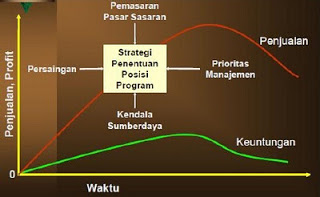 Pemasaran
Pasar Sasaran
Penjualan
Strategi
Penentuan
Posisi
Program
Persaingan
Prioritas
Manajemen
Kendala
Sumberdaya
Keuntungan
Penjualan, Profit
0
Waktu